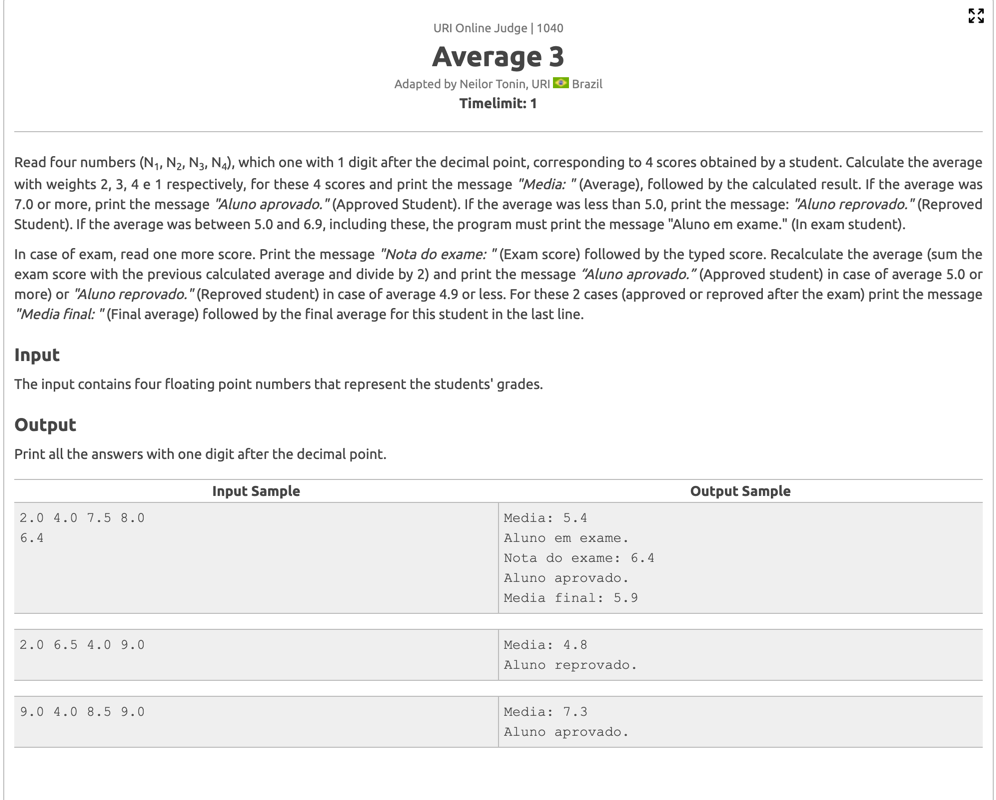 URI Online Judge | 1040
Average 3
Adapted by Neilor Tonin, URI Brazil
Timelimit: 1
Read four numbers (N1, N2, N3, N4), which one with 1 digit after the decimal point, corresponding to 4 scores obtained by a student. Calculate the average
with weights 2, 3, 4 e 1 respectively, for these 4 scores and print the message "Media: " (Average), followed by the calculated result. If the average was
7.0 or more, print the message "Aluno aprovado." (Approved Student). If the average was less than 5.0, print the message: "Aluno reprovado." (Reproved
Student). If the average was between 5.0 and 6.9, including these, the program must print the message "Aluno em exame." (In exam student).
In case of exam, read one more score. Print the message "Nota do exame: " (Exam score) followed by the typed score. Recalculate the average (sum the
exam score with the previous calculated average and divide by 2) and print the message “Aluno aprovado.” (Approved student) in case of average 5.0 or
more) or "Aluno reprovado." (Reproved student) in case of average 4.9 or less. For these 2 cases (approved or reproved after the exam) print the message
"Media final: " (Final average) followed by the final average for this student in the last line.
Input
The input contains four floating point numbers that represent the students' grades.
Output
Print all the answers with one digit after the decimal point.
Input Sample Output Sample
2.0 4.0 7.5 8.0
6.4
Media: 5.4
Aluno em exame.
Nota do exame: 6.4
Aluno aprovado.
Media final: 5.9
2.0 6.5 4.0 9.0
Media: 4.8
Aluno reprovado.
9.0 4.0 8.5 9.0
Media: 7.3
Aluno aprovado.